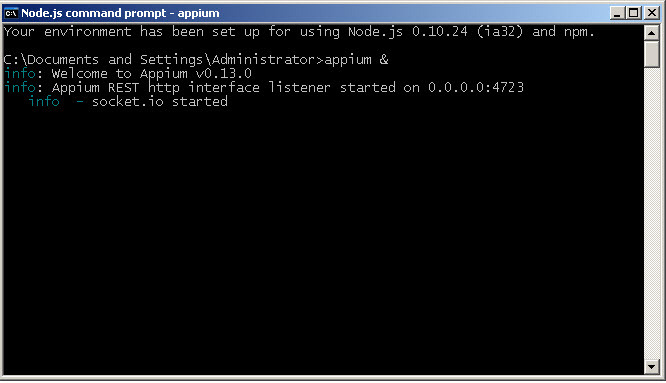 Node.js command prompt - appium
Your environment has been set up for using Node.js 0.10.24 (ia32) and npm.
C:\Documents and Settings\Administrator>appium &
info: Welcome to Appium v0.13.0
info: Appium REST http interface listener started on 0.0.0.0:4723
info - socket.io started